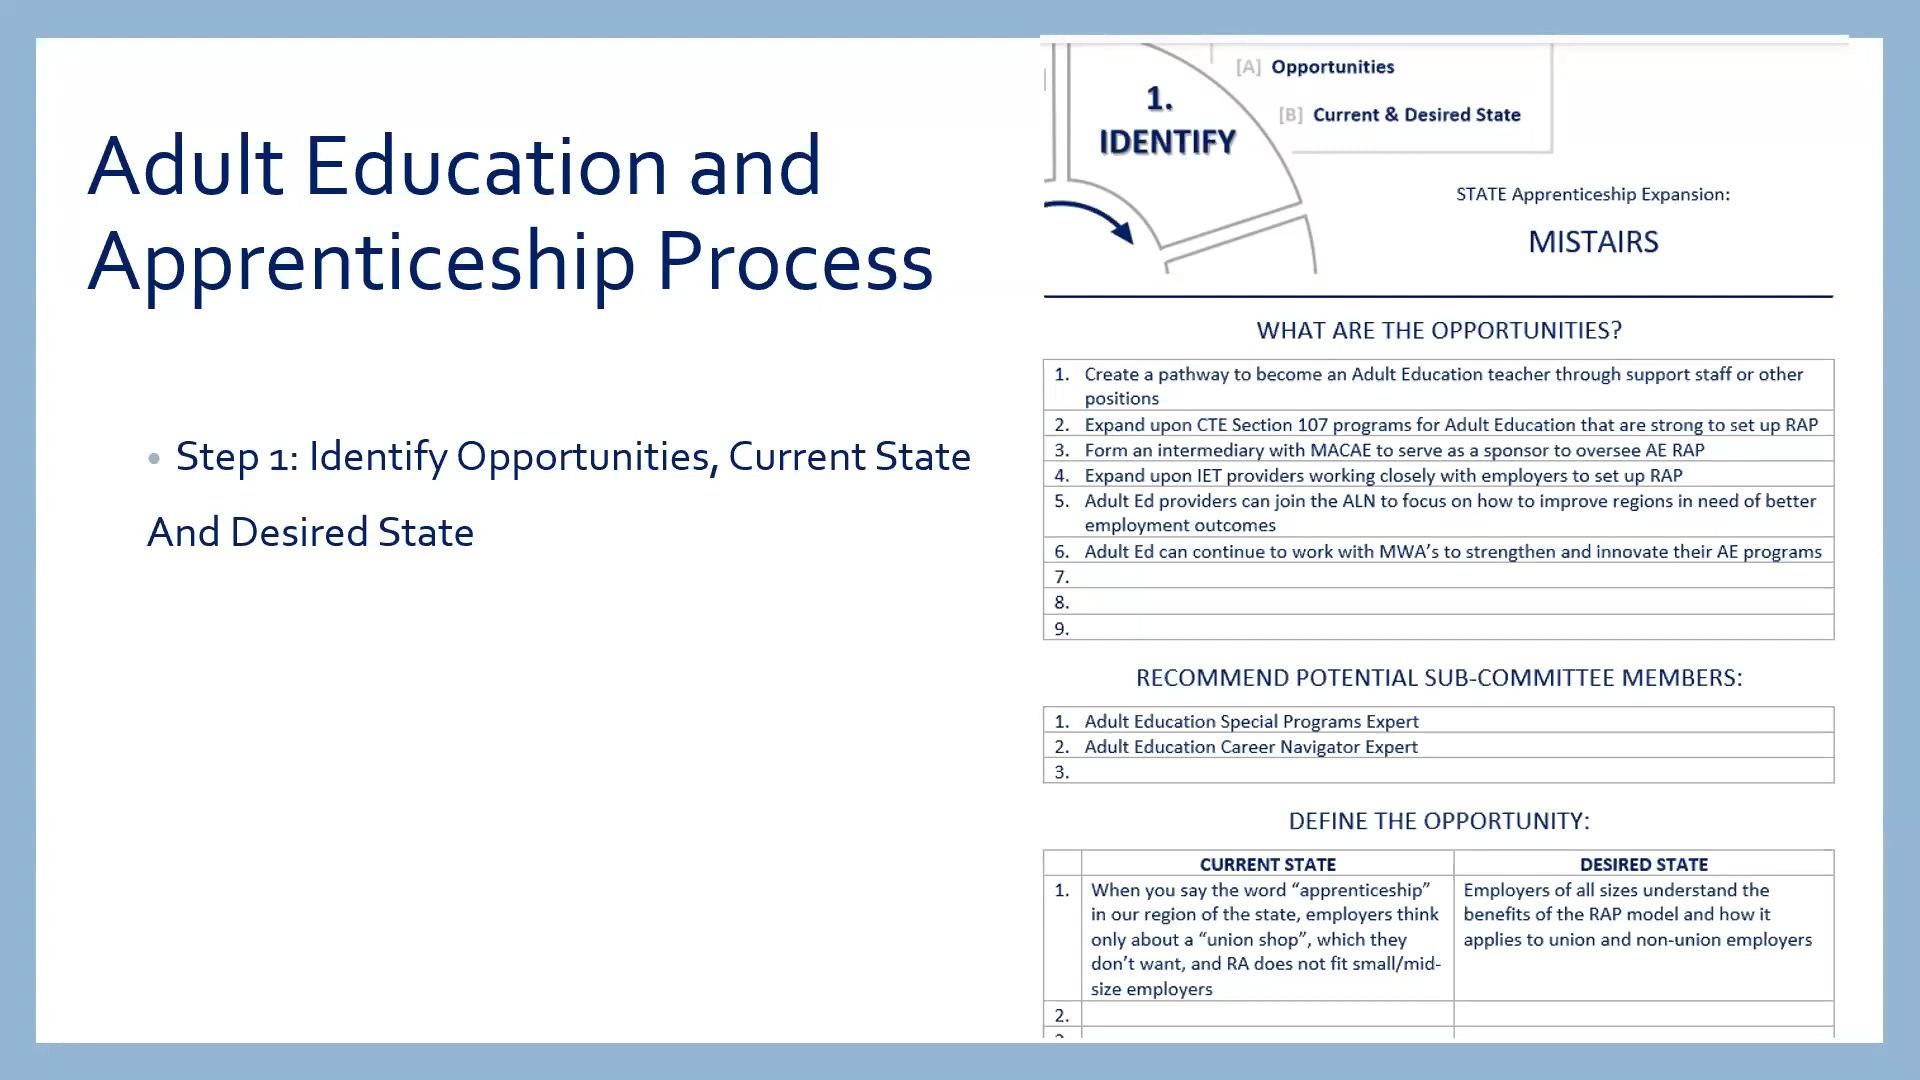 Adult Education and
Apprenticeship Process
• Step 1: Identify Opportunities, Current State
And Desired State
1.
IDENTIFY
[A] Opportunities
[B] Current & Desired State
STATE Apprenticeship Expansion:
MISTAIRS
WHAT ARE THE OPPORTUNITIES?
1. Create a pathway to become an Adult Education teacher through support staff or other
positions
2. Expand upon CTE Section 107 programs for Adult Education that are strong to set up RAP
3. Form an intermediary with MACAE to serve as a sponsor to oversee AE RAP
4. Expand upon IET providers working closely with employers to set up RAP
5. Adult Ed providers can join the ALN to focus on how to improve regions in need of better
employment outcomes
6. Adult Ed can continue to work with MWA’s to strengthen and innovate their AE programs
7.
8.
9.
RECOMMEND POTENTIAL SUB-COMMITTEE MEMBERS:
1. Adult Education Special Programs Expert
2. Adult Education Career Navigator Expert
3.
DEFINE THE OPPORTUNITY:
CURRENT STATE DESIRED STATE
1. When you say the word “apprenticeship”
in our region of the state, employers think
only about a “union shop”, which they
don’t want, and RA does not fit small/mid-
size employers
Employers of all sizes understand the
benefits of the RAP model and how it
applies to union and non-union employers
2.